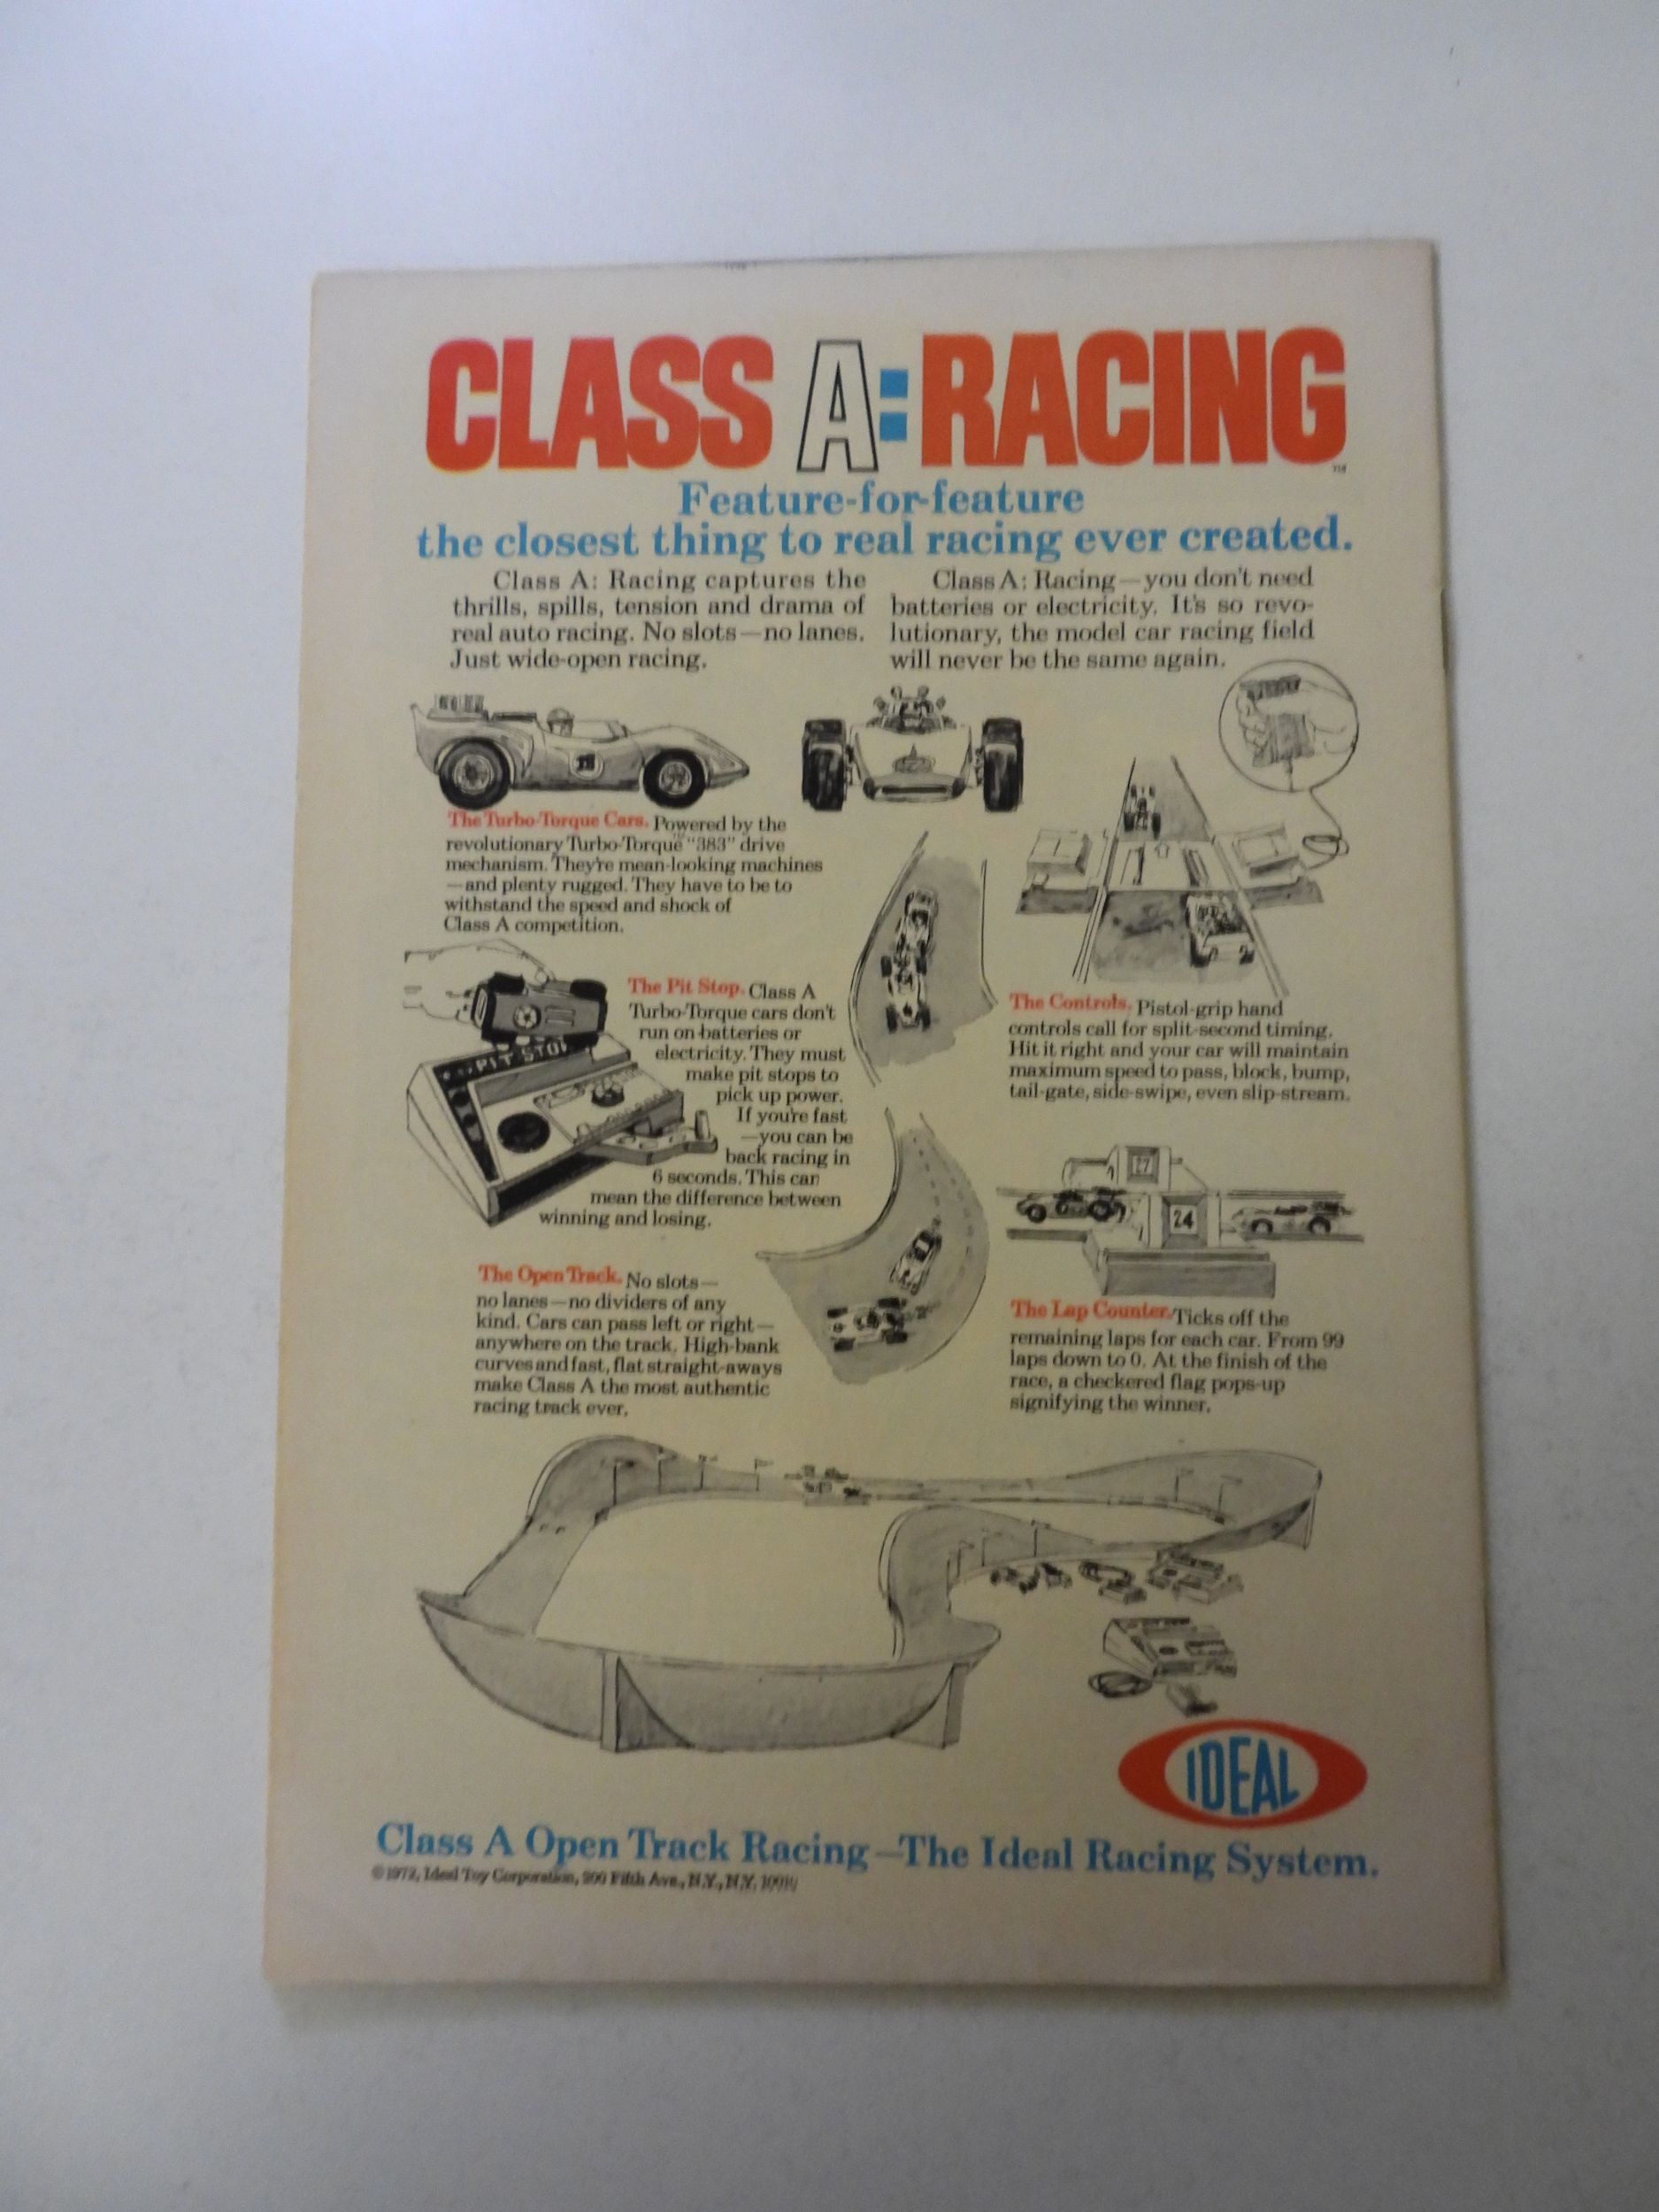 CLASS A: RACING
TM
Feature-for-feature
the closest thing to real racing ever created.
Class A: Racing captures the
thrills, spills, tension and drama of
real auto racing. No slots—no lanes.
Just wide-open racing.
Class A: Racing—you don't need
batteries or electricity. It's so revo-
lutionary, the model car racing field
will never be the same again.
The Turbo-Torque Cars. Powered by the
revolutionary Turbo-Torque™ "383" drive
mechanism. They're mean-looking machines
—and plenty rugged. They have to be to
withstand the speed and shock of
Class A competition.
The Pit Stop. Class A
Turbo-Torque cars don't
run on batteries or
electricity. They must
make pit stops to
pick up power.
If you're fast
—you can be
back racing in
6 seconds. This can
mean the difference between
winning and losing.
PIT STOP
The Controls. Pistol-grip hand
controls call for split-second timing.
Hit it right and your car will maintain
maximum speed to pass, block, bump,
tail-gate, side-swipe, even slip-stream.
The Open Track. No slots—
no lanes—no dividers of any
kind. Cars can pass left or right—
anywhere on the track. High-bank
curves and fast, flat straight-aways
make Class A the most authentic
racing track ever.
17
24
The Lap Counter. Ticks off the
remaining laps for each car. From 99
laps down to 0. At the finish of the
race, a checkered flag pops-up
signifying the winner.
IDEAL
Class A Open Track Racing—The Ideal Racing System.
©1972, Ideal Toy Corporation, 200 Fifth Ave., N.Y., N.Y.